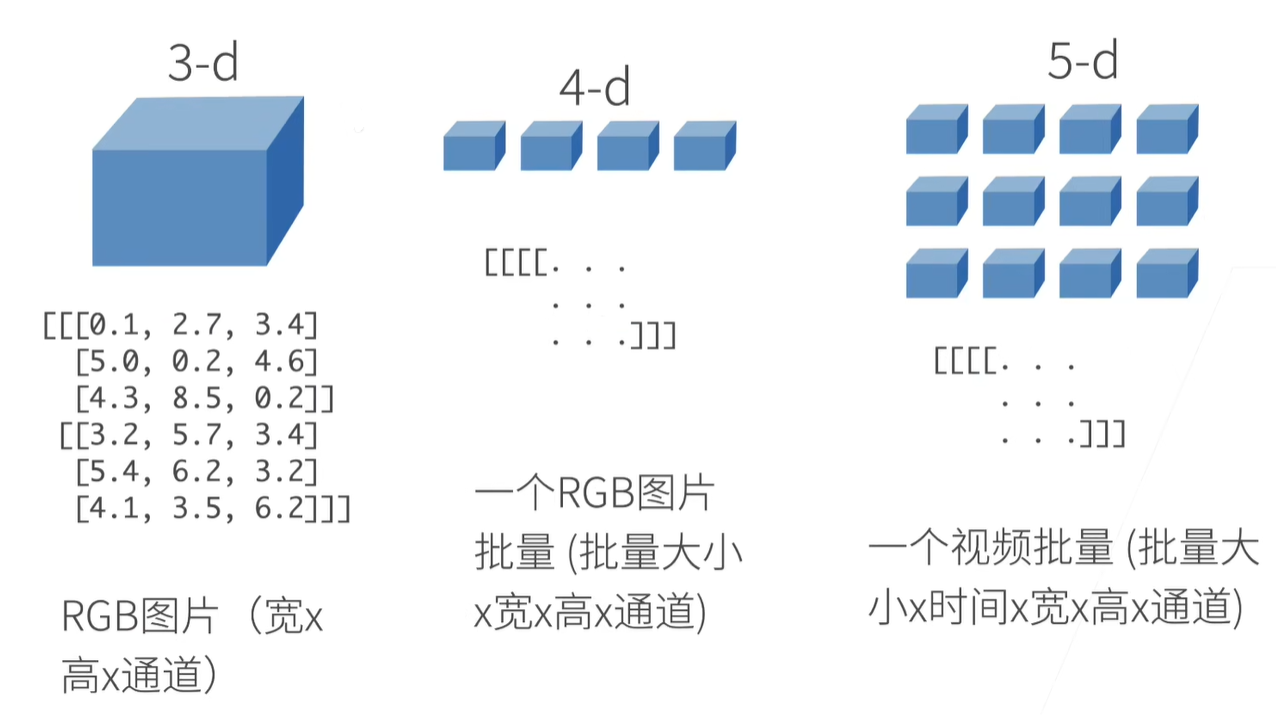 3-d
[[[0.1, 2.7, 3.4]
[5.0, 0.2, 4.6]
[4.3, 8.5, 0.2]]
[[3.2, 5.7, 3.4]
[5.4, 6.2, 3.2]
[4.1, 3.5, 6.2]]]
RGB图片（宽x
高x通道）
4-d
[[[[. . .
. . .
. . .]]]
一个RGB图片
批量 (批量大小
x宽x高x通道)
5-d
[[[[. . .
. . .
. . .]]]
一个视频批量 (批量大
小x时间x宽x高x通道)